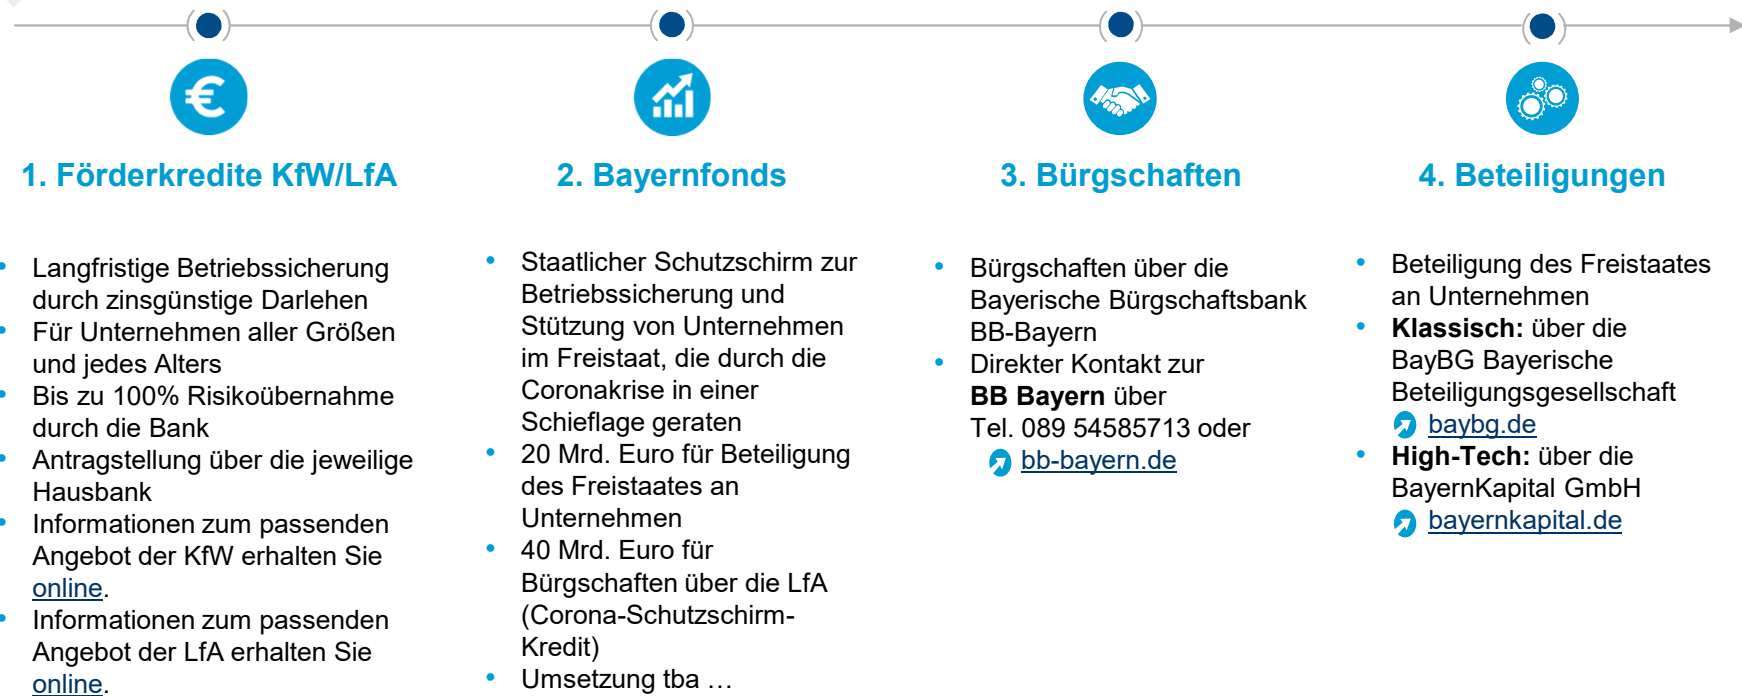 1. Förderkredite KfW/LfA
• Langfristige Betriebssicherung
durch zinsgünstige Darlehen
• Für Unternehmen aller Größen
und jedes Alters
• Bis zu 100% Risikoübernahme
durch die Bank
• Antragstellung über die jeweilige
Hausbank
• Informationen zum passenden
Angebot der KfW erhalten Sie
online.
• Informationen zum passenden
Angebot der LfA erhalten Sie
online.
2. Bayernfonds
• Staatlicher Schutzschirm zur
Betriebssicherung und
Stützung von Unternehmen
im Freistaat, die durch die
Coronakrise in einer
Schieflage geraten
• 20 Mrd. Euro für Beteiligung
des Freistaates an
Unternehmen
• 40 Mrd. Euro für
Bürgschaften über die LfA
(Corona-Schutzschirm-
Kredit)
• Umsetzung tba …
3. Bürgschaften
• Bürgschaften über die
Bayerische Bürgschaftsbank
BB-Bayern
• Direkter Kontakt zur
BB Bayern über
Tel. 089 54585713 oder
bb-bayern.de
4. Beteiligungen
• Beteiligung des Freistaates
an Unternehmen
• Klassisch: über die
BayBG Bayerische
Beteiligungsgesellschaft
baybg.de
• High-Tech: über die
BayernKapital GmbH
bayernkapital.de